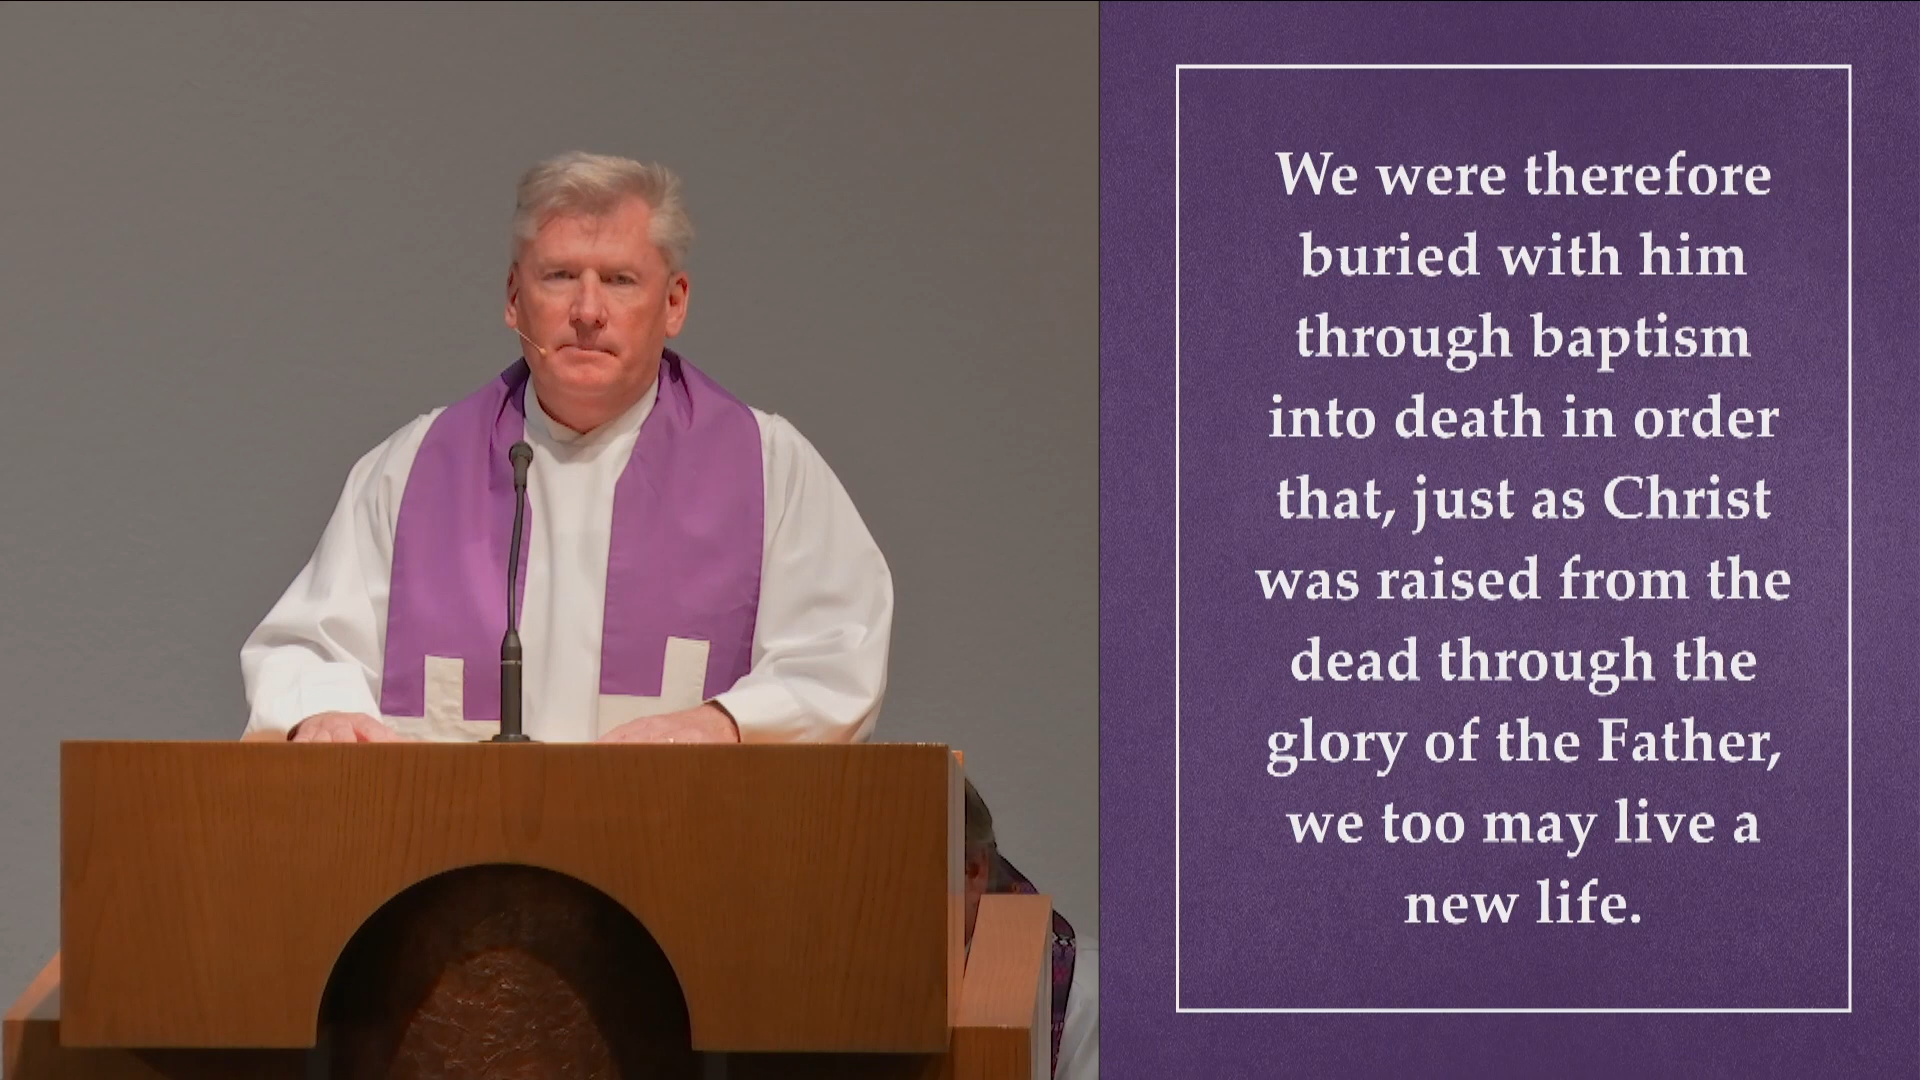 We were therefore
buried with him
through baptism
into death in order
that, just as Christ
was raised from the
dead through the
glory of the Father,
we too may live a
new life.